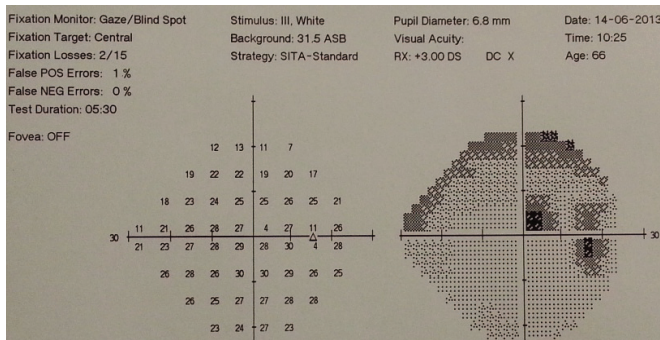 Fixation Monitor: Gaze/Blind Spot Stimulus: III, White Pupil Diameter: 6.8 mm Date: 14-06-2013
Fixation Target: Central Background: 31.5 ASB Visual Acuity: Time: 10:25
Fixation Losses: 2/15 Strategy: SITA-Standard RX: +3.00 DS DC X Age: 66
False POS Errors: 1 %
False NEG Errors: 0 %
Test Duration: 05:30
Fovea: OFF
12 13 11 7
19 22 22 19 20 17
18 23 24 25 25 26 25 21
11 21 26 28 27 4 27 11 26
30 30
21 23 27 29 28 28 30 4 28
26 28 26 30 30 29 26 25
26 25 27 27 28 28
23 24 27 23